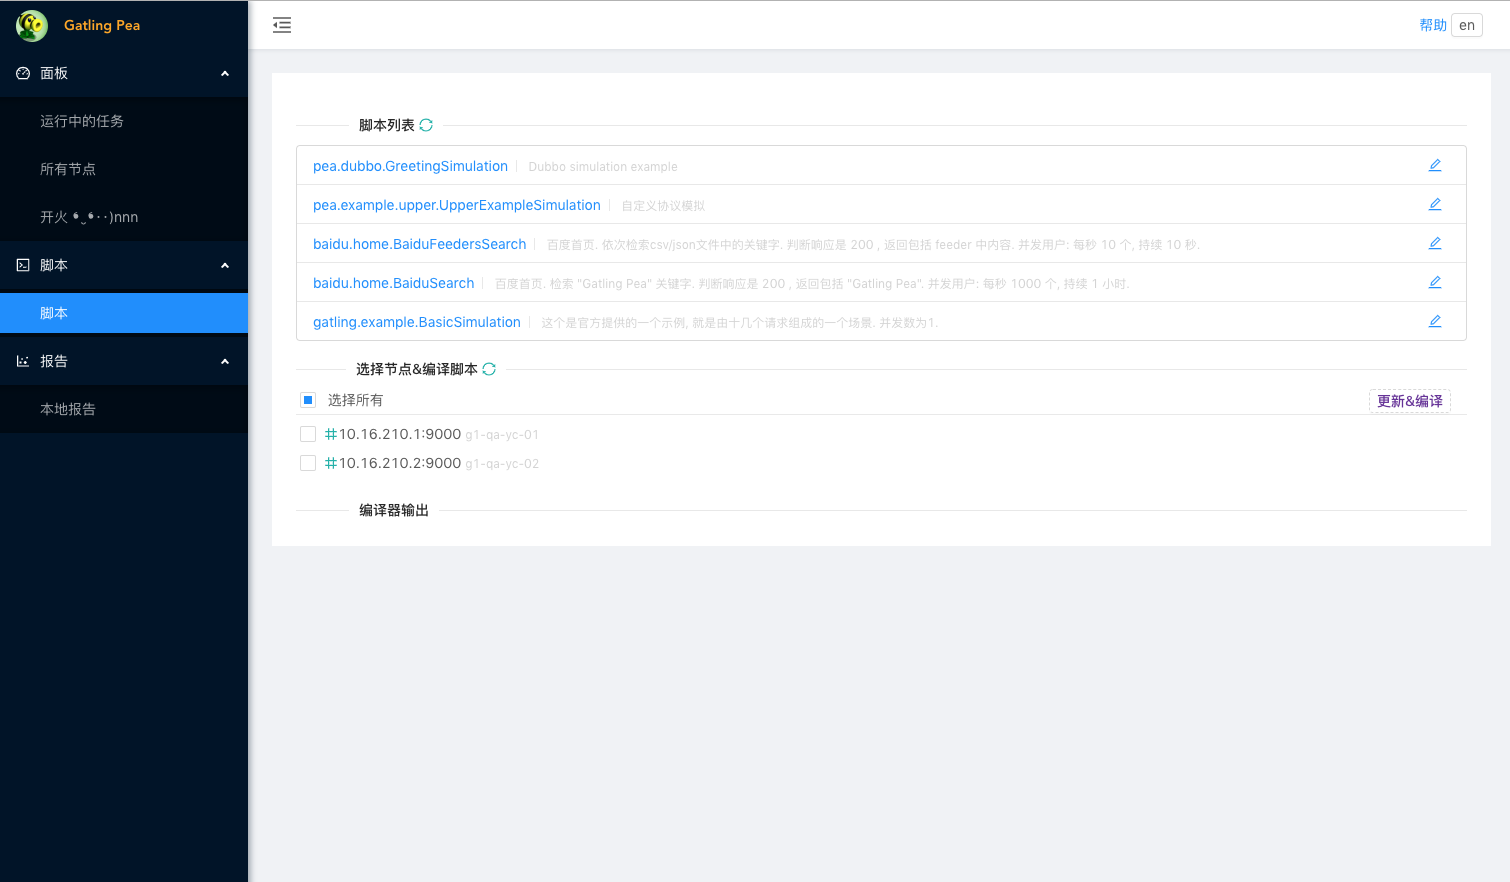 Gatling Pea
帮助 en
面板
运行中的任务
所有节点
开火 •̀ᴗ•́)nnn
脚本
脚本
报告
本地报告
脚本列表
pea.dubbo.GreetingSimulation Dubbo simulation example
pea.example.upper.UpperExampleSimulation 自定义协议模拟
baidu.home.BaiduFeedersSearch 百度首页. 依次检索csv/json文件中的关键字. 判断响应是 200 , 返回包括 feeder 中内容. 并发用户: 每秒 10 个, 持续 10 秒.
baidu.home.BaiduSearch 百度首页. 检索 "Gatling Pea" 关键字. 判断响应是 200 , 返回包括 "Gatling Pea". 并发用户: 每秒 1000 个, 持续 1 小时.
gatling.example.BasicSimulation 这个是官方提供的一个示例, 就是由十几个请求组成的一个场景. 并发数为1.
选择节点&编译脚本
选择所有 更新&编译
#10.16.210.1:9000 g1-qa-yc-01
#10.16.210.2:9000 g1-qa-yc-02
编译器输出